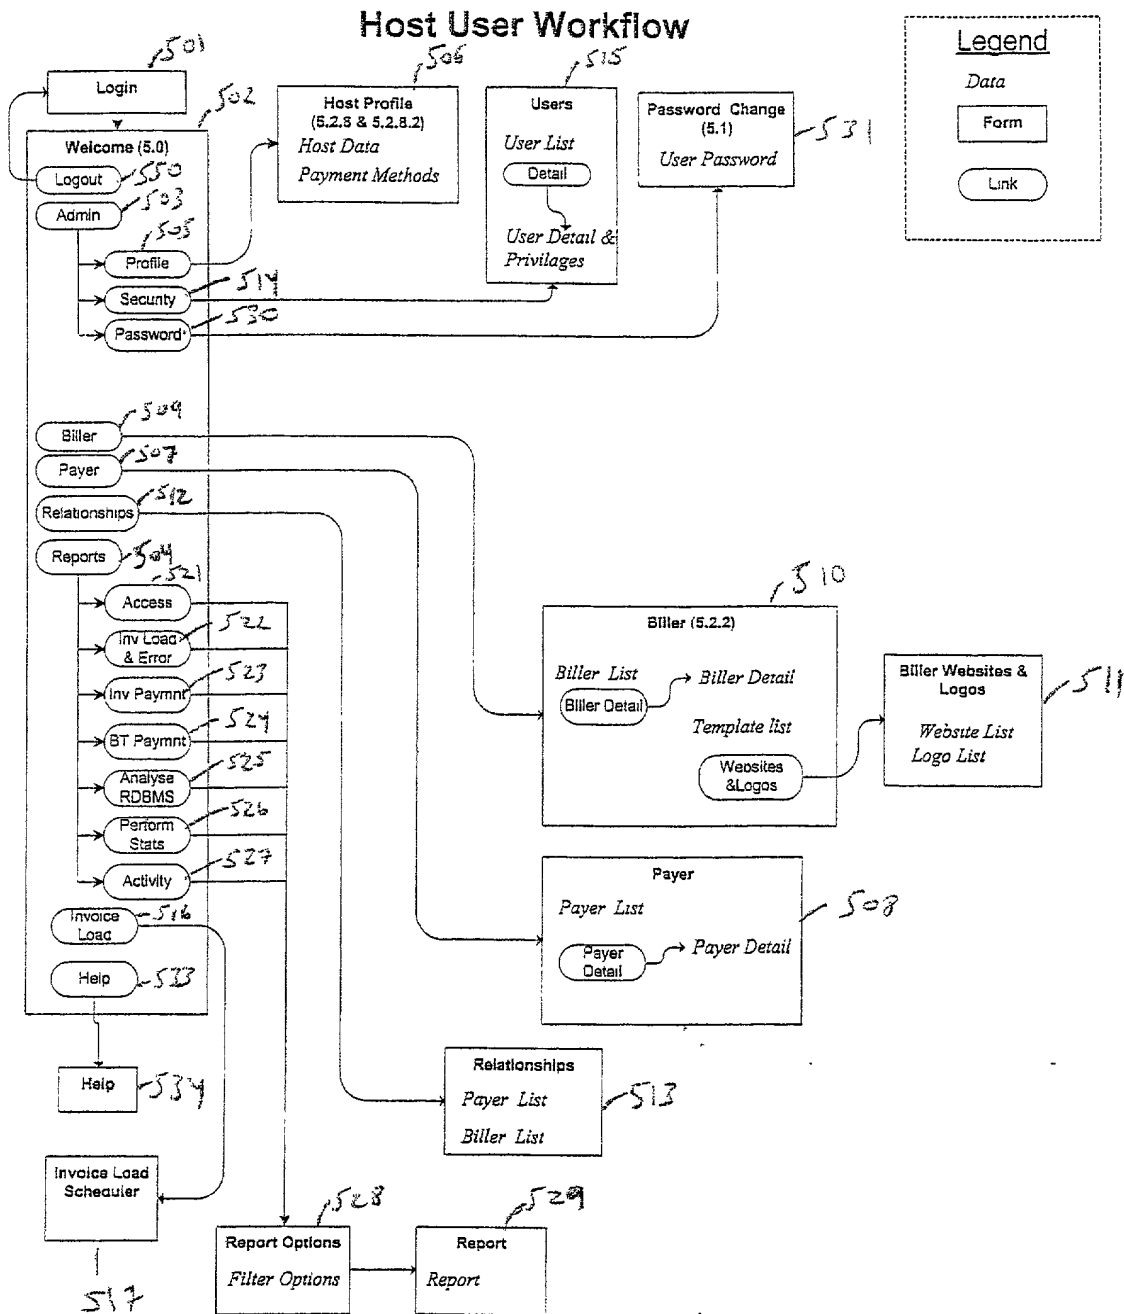 Host User Workflow
501
Login
502
Welcome (5.0)
Logout
550
Admin
503
505
Profile
514
Security
530
Password
506
Host Profile
(5.2.8 & 5.2.8.2)
Host Data
Payment Methods
515
Users
User List
Detail
User Detail &
Privilages
Password Change
(5.1)
User Password
531
Legend
Data
Form
Link
509
Biller
507
Payer
512
Relationships
Reports
504
521
Access
522
Inv Load
& Error
523
Inv Paymnt
524
BT Paymnt
525
Analyse
RDBMS
526
Perform
Stats
527
Activity
Invoice
Load
516
Help
533
510
Biller (5.2.2)
Biller List
Biller Detail
Biller Detail
Template list
Websites
&Logos
Biller Websites &
Logos
Website List
Logo List
511
Payer
Payer List
Payer
Detail
Payer Detail
508
Help
534
Relationships
Payer List
Biller List
513
Invoice Load
Scheduler
517
528
Report Options
Filter Options
529
Report
Report